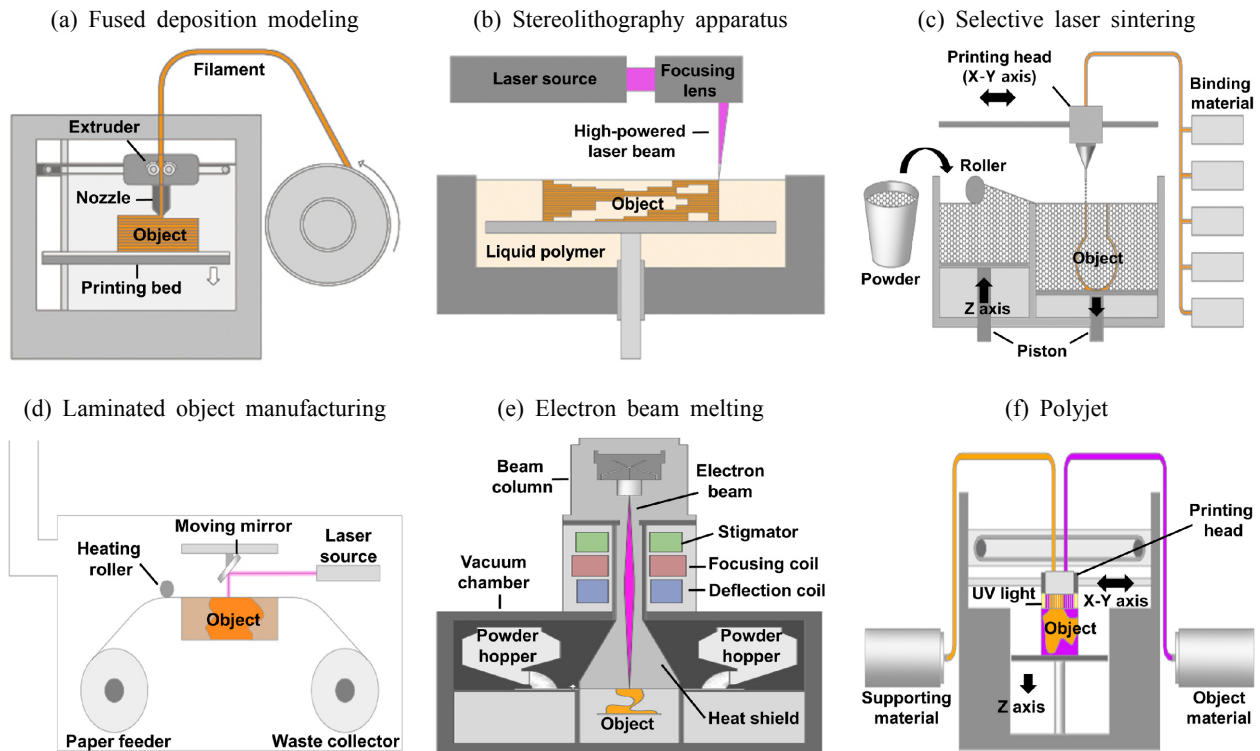 (a) Fused deposition modeling
Filament
Extruder
Nozzle
Object
Printing bed
(b) Stereolithography apparatus
Laser source
Focusing
lens
High-powered
laser beam
Object
Liquid polymer
(c) Selective laser sintering
Printing head
(X-Y axis)
Binding
material
Roller
Powder
Object
Z axis
Piston
(d) Laminated object manufacturing
Moving mirror
Heating
roller
Laser
source
Object
Paper feeder
Waste collector
(e) Electron beam melting
Beam
column
Electron
beam
Stigmator
Focusing coil
Deflection coil
Vacuum
chamber
Powder
hopper
Powder
hopper
Object
Heat shield
(f) Polyjet
Printing
head
UV light
X-Y axis
Object
Supporting
material
Z axis
Object
material